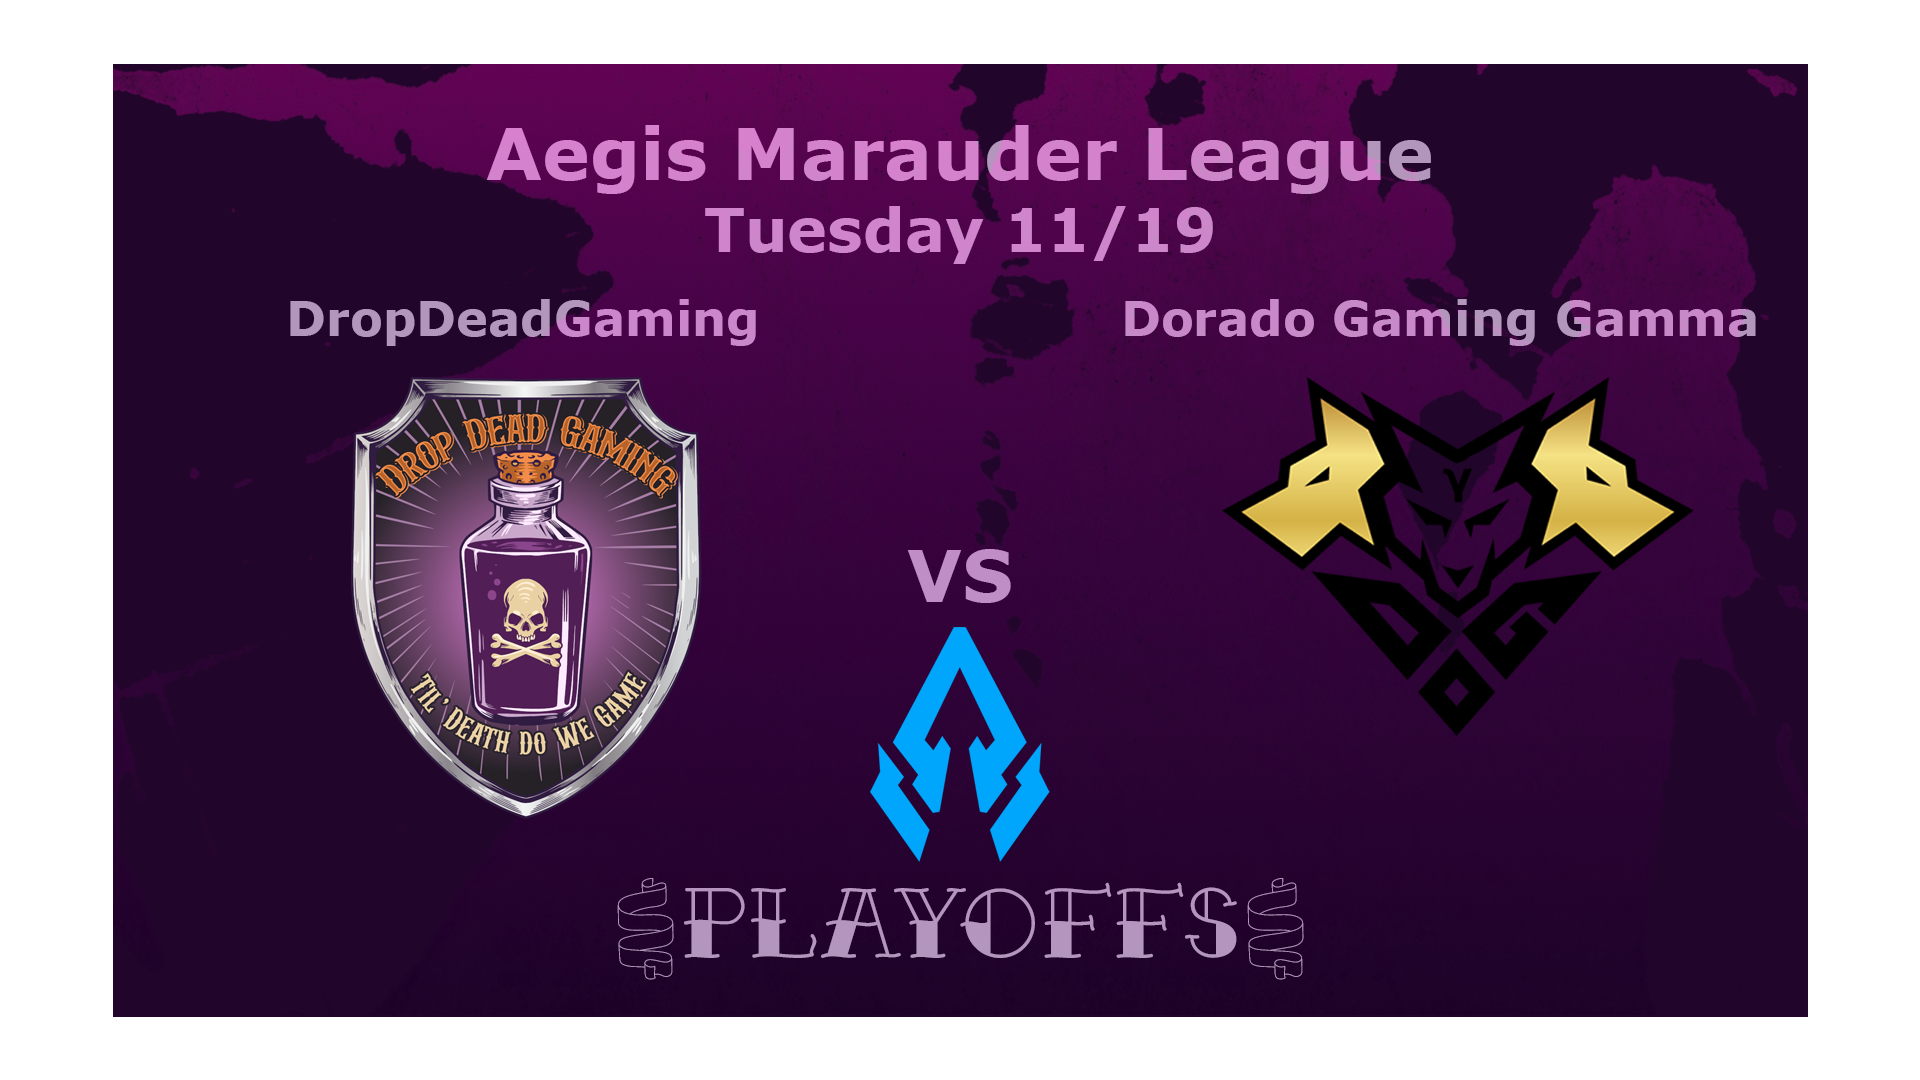 Aegis Marauder League
Tuesday 11/19
DropDeadGaming
Dorado Gaming Gamma
DROP DEAD GAMING
TIL' DEATH DO WE GAME
γ
DOG
vs
PLAYOFFS